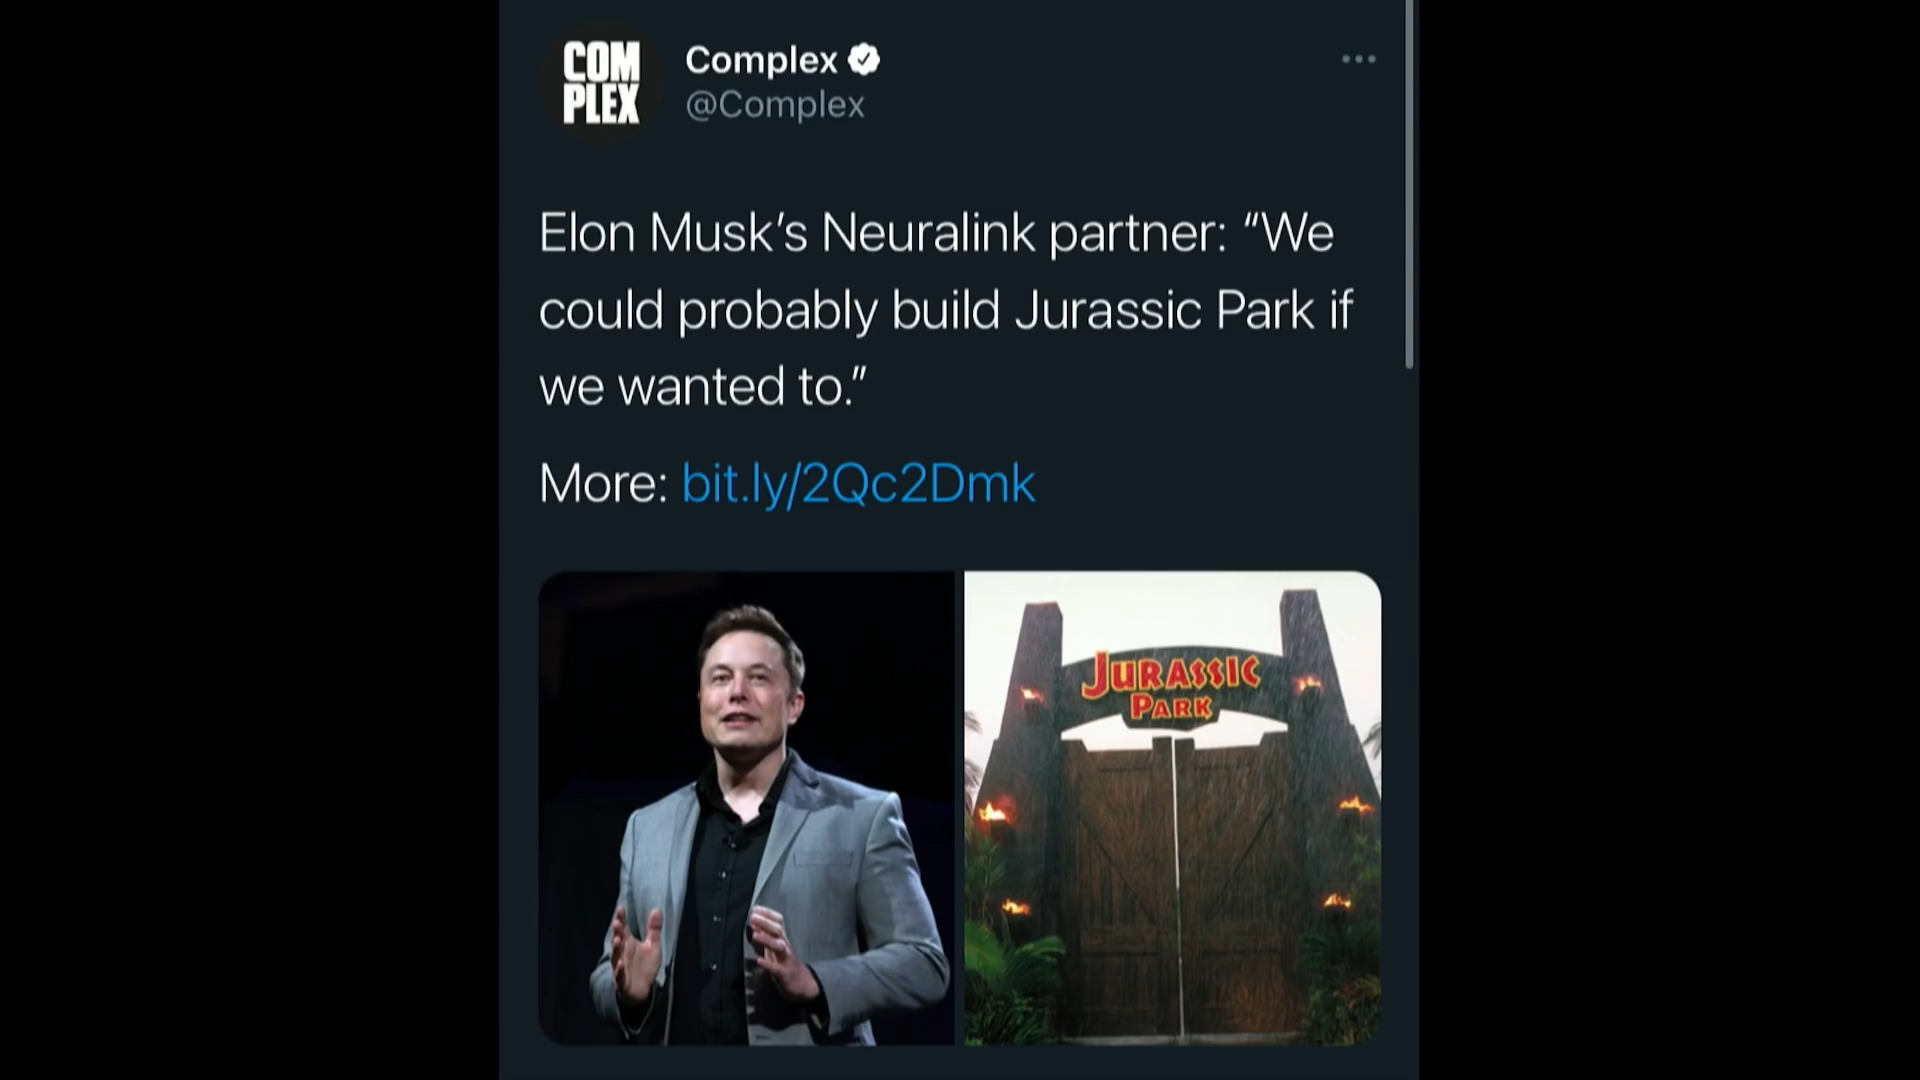 COM
PLEX
Complex
@Complex
Elon Musk’s Neuralink partner: “We
could probably build Jurassic Park if
we wanted to.”
More: bit.ly/2Qc2Dmk
JURASSIC
PARK